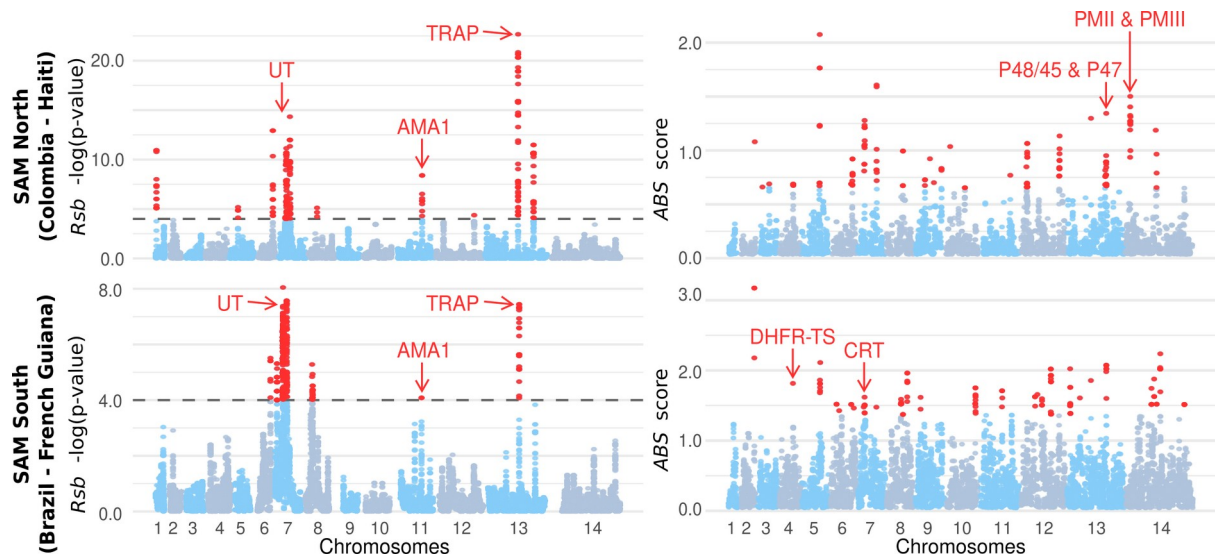 SAM North
(Colombia - Haiti)
Rsb -log(p-value)
20.0
10.0
0.0
UT
AMA1
TRAP
ABS score
2.0
1.0
0.0
P48/45 & P47
PMII & PMIII
SAM South
(Brazil - French Guiana)
Rsb -log(p-value)
8.0
4.0
0.0
UT
AMA1
TRAP
1 2 3 4 5 6 7 8 9 10 11 12 13 14
Chromosomes
ABS score
3.0
2.0
1.0
0.0
DHFR-TS
CRT
1 2 3 4 5 6 7 8 9 10 11 12 13 14
Chromosomes